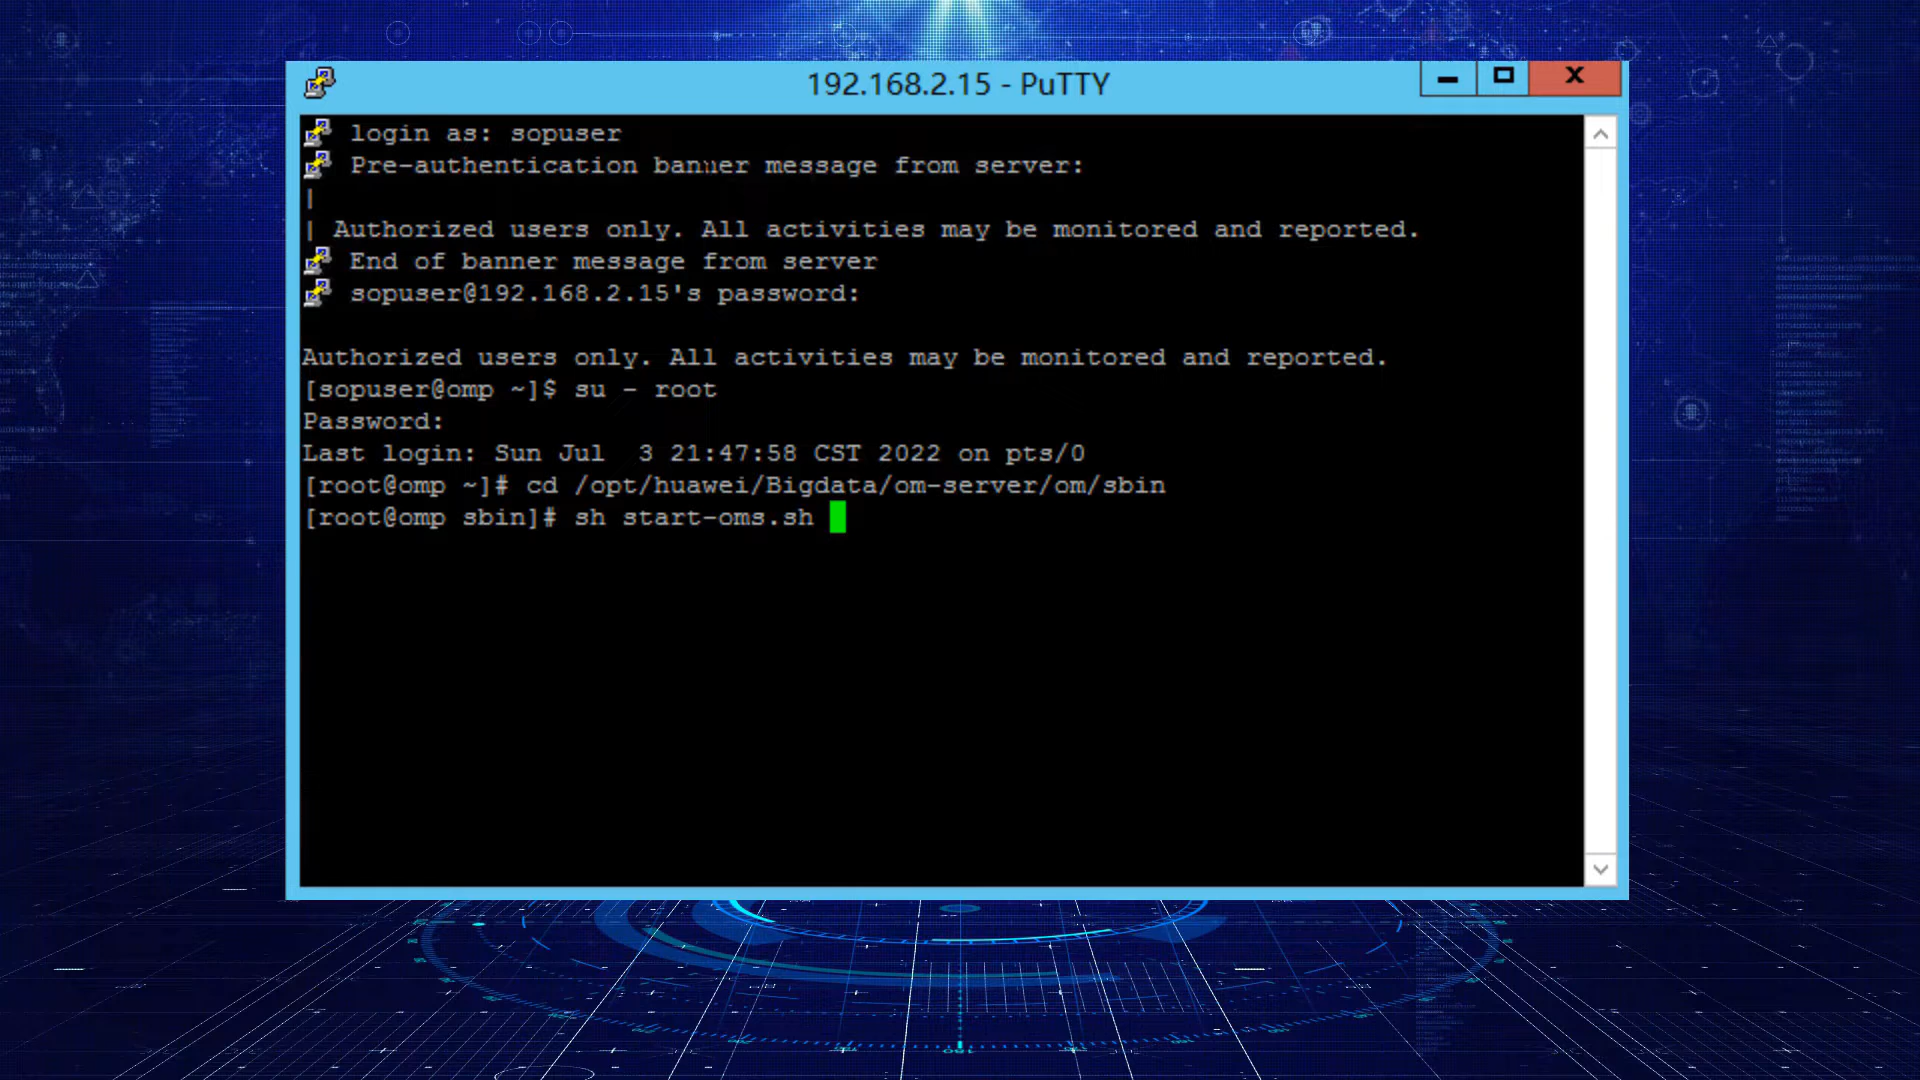 192.168.2.15 - PuTTY
login as: sopuser
Pre-authentication banner message from server:
|
| Authorized users only. All activities may be monitored and reported.
End of banner message from server
sopuser@192.168.2.15's password:
Authorized users only. All activities may be monitored and reported.
[sopuser@omp ~]$ su - root
Password:
Last login: Sun Jul  3 21:47:58 CST 2022 on pts/0
[root@omp ~]# cd /opt/huawei/Bigdata/om-server/om/sbin
[root@omp sbin]# sh start-oms.sh
180